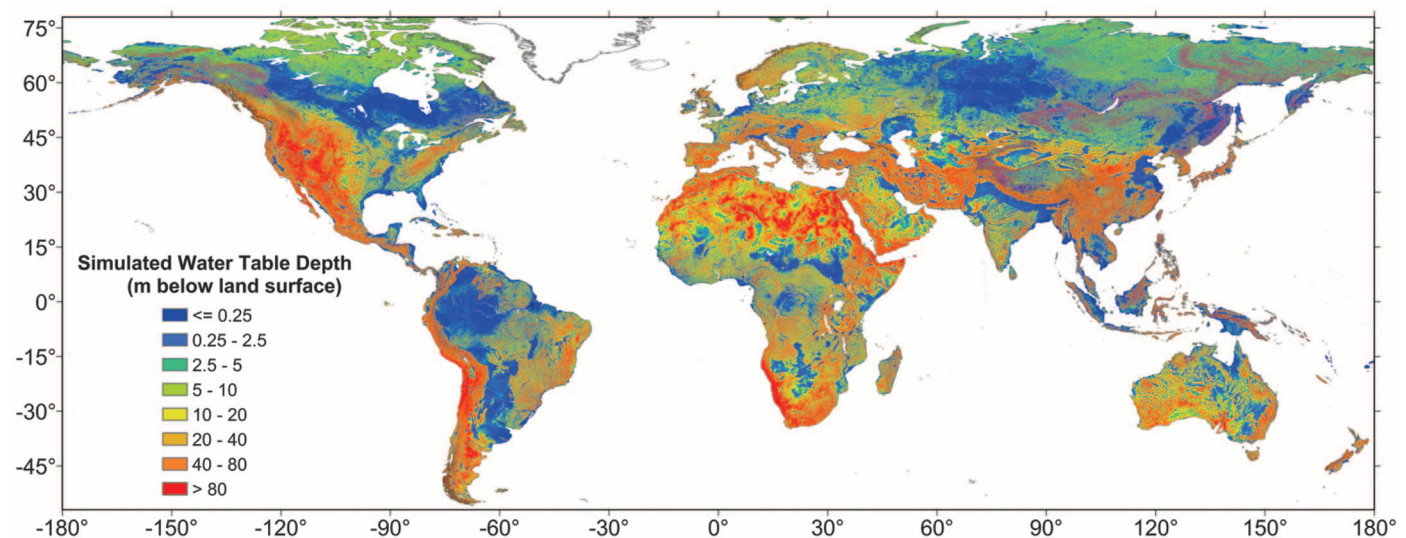 75°
60°
45°
30°
15°
0°
-15°
-30°
-45°
Simulated Water Table Depth
(m below land surface)
<= 0.25
0.25 - 2.5
2.5 - 5
5 - 10
10 - 20
20 - 40
40 - 80
> 80
-180° -150° -120° -90° -60° -30° 0° 30° 60° 90° 120° 150° 180°